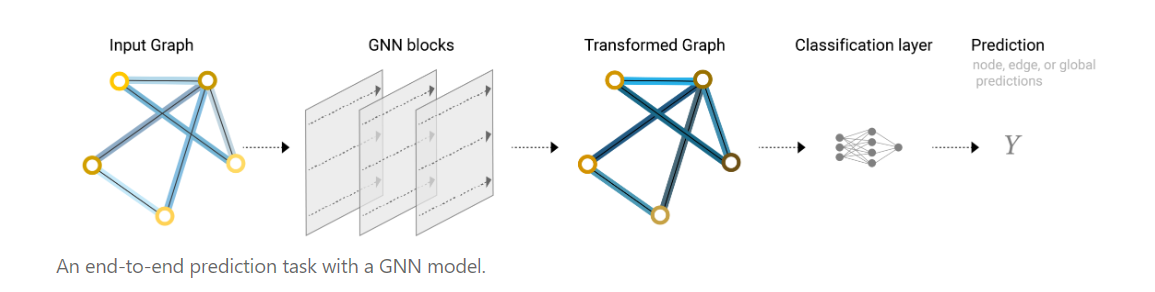 Input Graph
GNN blocks
Transformed Graph
Classification layer
Prediction
node, edge, or global
predictions
Y
An end-to-end prediction task with a GNN model.